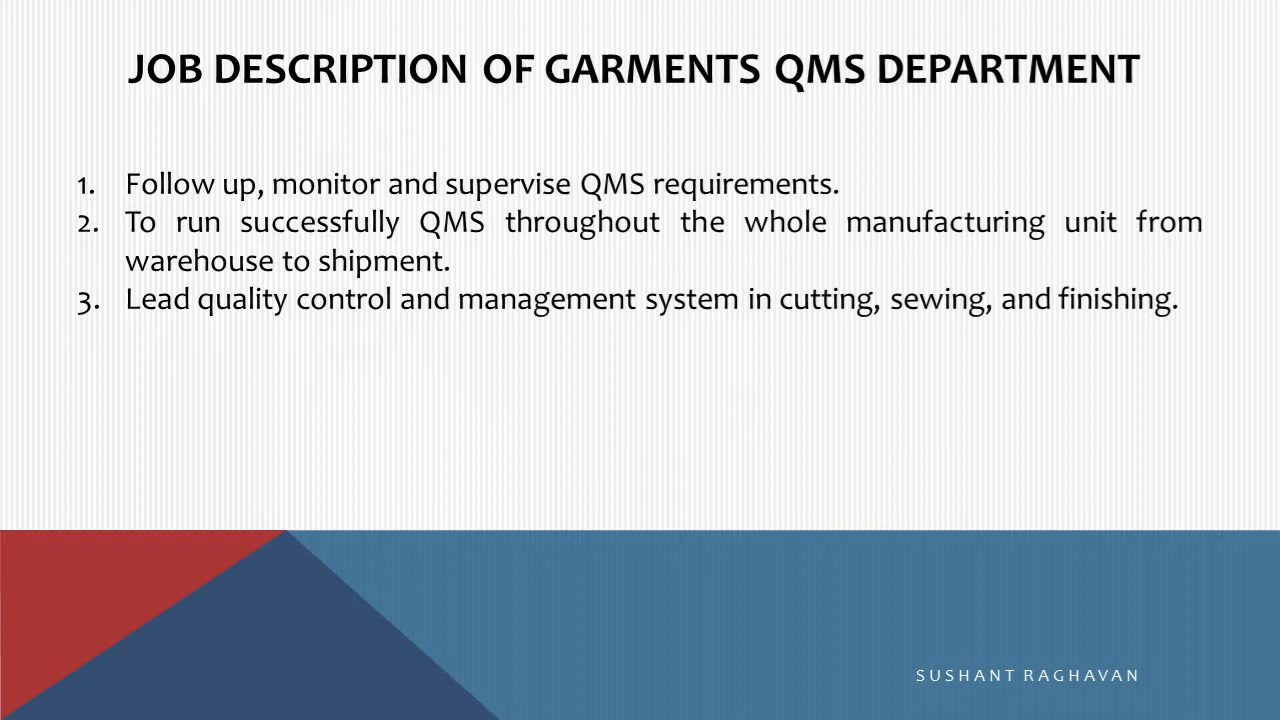 JOB DESCRIPTION OF GARMENTS QMS DEPARTMENT
1. Follow up, monitor and supervise QMS requirements.
2. To run successfully QMS throughout the whole manufacturing unit from
warehouse to shipment.
3. Lead quality control and management system in cutting, sewing, and finishing.
SUSHANT RAGHAVAN